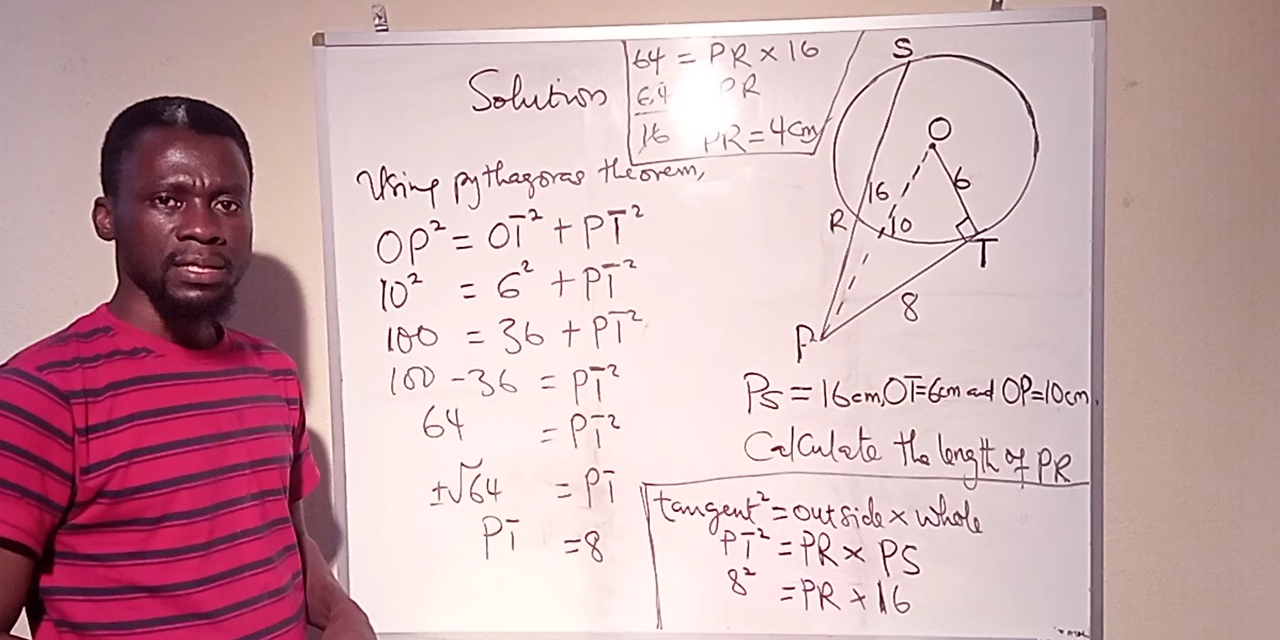 Solution
Using pythagoras theorem,
OP² = OT² + PT²
10² = 6² + PT²
100 = 36 + PT²
100 - 36 = PT²
64 = PT²
±√64 = PT
PT = 8
64 = PR × 16
64 PR
16 PR = 4cm
S
O
16
6
R
10
T
8
P
PS = 16cm, OT=6cm and OP=10cm.
Calculate the length of PR
tangent² = outside × whole
PT² = PR × PS
8² = PR × 16